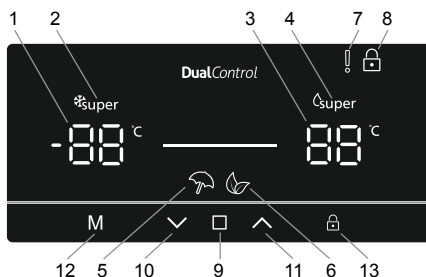 1 2 3 4 7 8
DualControl
super super
-88 °C 88 °C
M
12 5 10 9 11 6 13